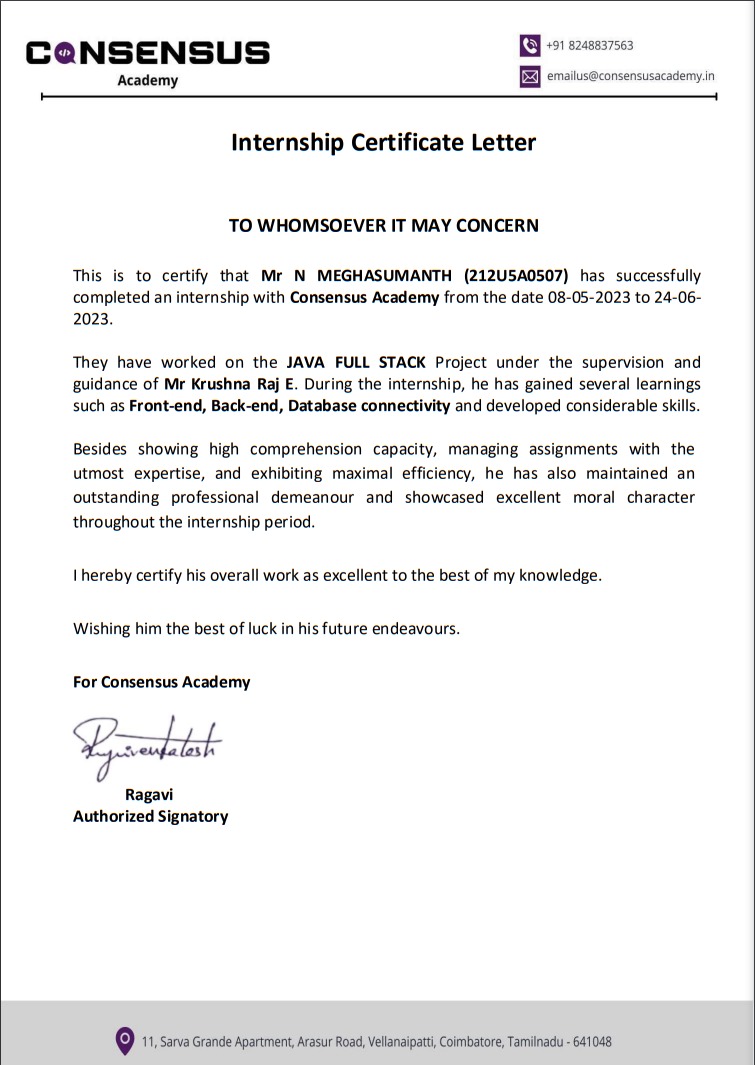 CONSENSUS
Academy
+91 8248837563
emailus@consensusacademy.in
Internship Certificate Letter
TO WHOMSOEVER IT MAY CONCERN
This is to certify that Mr N MEGHASUMANTH (212U5A0507) has successfully
completed an internship with Consensus Academy from the date 08-05-2023 to 24-06-
2023.
They have worked on the JAVA FULL STACK Project under the supervision and
guidance of Mr Krushna Raj E. During the internship, he has gained several learnings
such as Front-end, Back-end, Database connectivity and developed considerable skills.
Besides showing high comprehension capacity, managing assignments with the
utmost expertise, and exhibiting maximal efficiency, he has also maintained an
outstanding professional demeanour and showcased excellent moral character
throughout the internship period.
I hereby certify his overall work as excellent to the best of my knowledge.
Wishing him the best of luck in his future endeavours.
For Consensus Academy
Ragavi
Authorized Signatory
11, Sarva Grande Apartment, Arasur Road, Vellanaipatti, Coimbatore, Tamilnadu - 641048